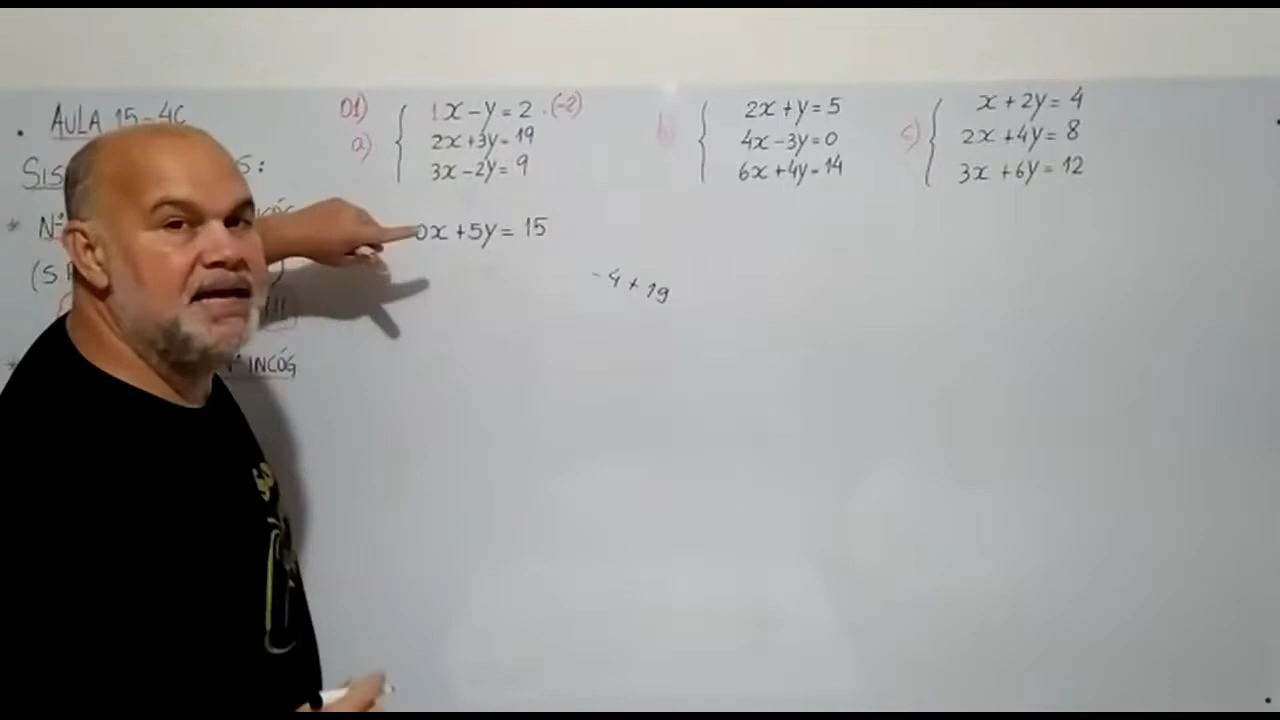 AULA 15-4C
01)
a)
1x - y = 2 .(-2)
2x + 3y = 19
3x - 2y = 9
b)
2x + y = 5
4x - 3y = 0
6x + 4y = 14
c)
x + 2y = 4
2x + 4y = 8
3x + 6y = 12
0x + 5y = 15
-4 + 19
INCÓG